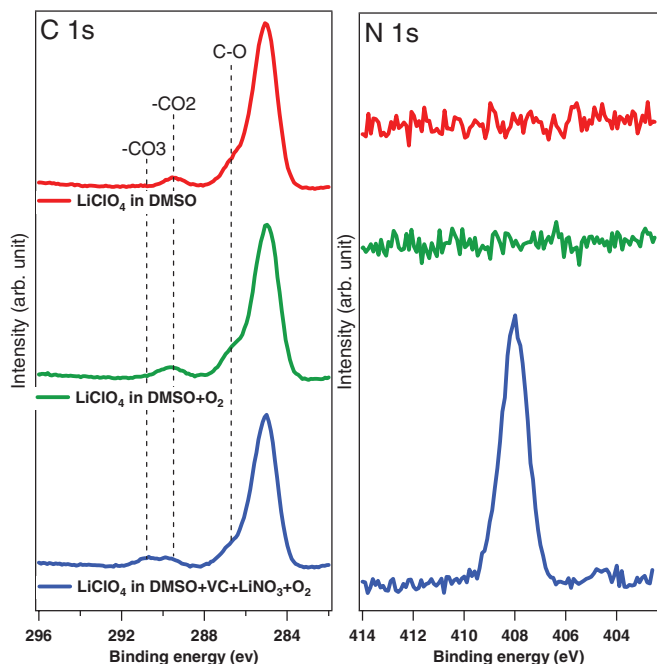 C 1s
C-O
-CO2
-CO3
LiClO₄ in DMSO
LiClO₄ in DMSO+O₂
LiClO₄ in DMSO+VC+LiNO₃+O₂
Intensity (arb. unit)
296 292 288 284
Binding energy (ev)
N 1s
Intensity (arb. unit)
414 412 410 408 406 404
Binding energy (eV)